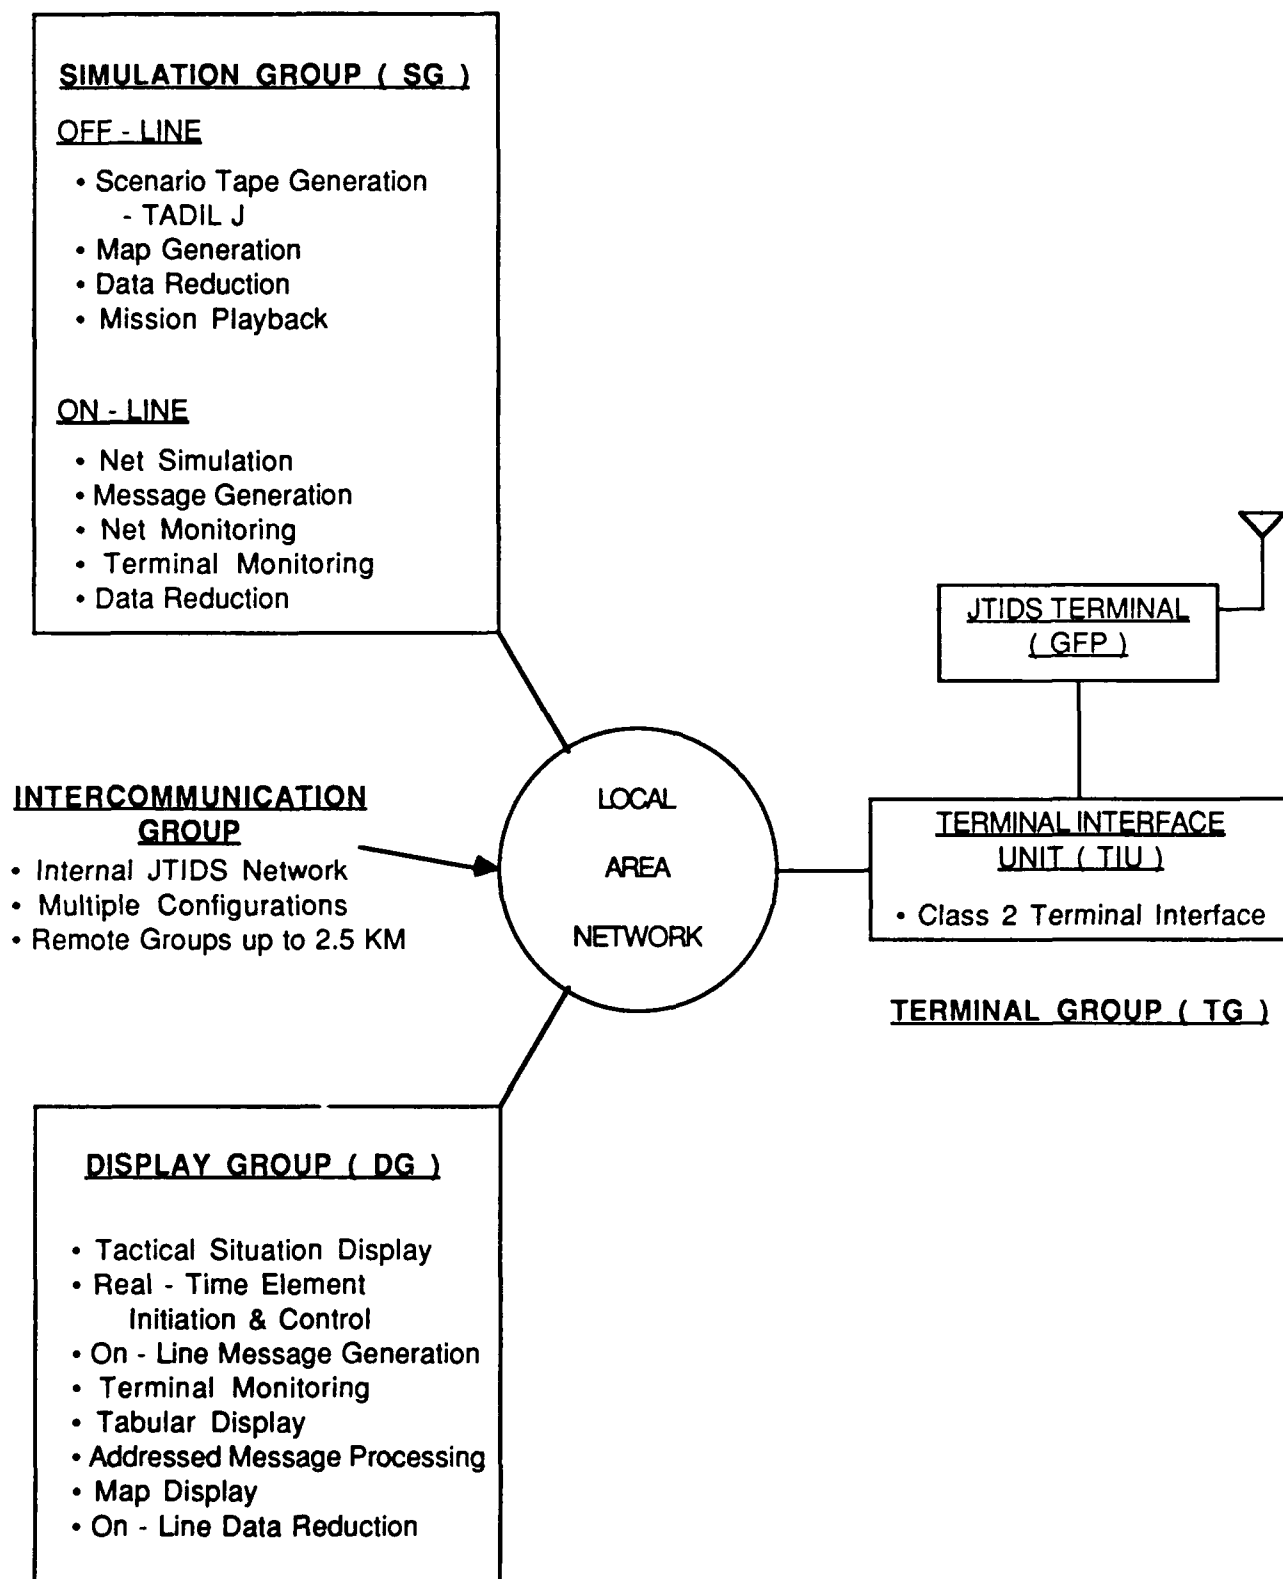 SIMULATION GROUP ( SG )
OFF - LINE
• Scenario Tape Generation
- TADIL J
• Map Generation
• Data Reduction
• Mission Playback
ON - LINE
• Net Simulation
• Message Generation
• Net Monitoring
• Terminal Monitoring
• Data Reduction
JTIDS TERMINAL
( GFP )
INTERCOMMUNICATION
GROUP
• Internal JTIDS Network
• Multiple Configurations
• Remote Groups up to 2.5 KM
LOCAL
AREA
NETWORK
TERMINAL INTERFACE
UNIT ( TIU )
• Class 2 Terminal Interface
TERMINAL GROUP ( TG )
DISPLAY GROUP ( DG )
• Tactical Situation Display
• Real - Time Element
Initiation & Control
• On - Line Message Generation
• Terminal Monitoring
• Tabular Display
• Addressed Message Processing
• Map Display
• On - Line Data Reduction